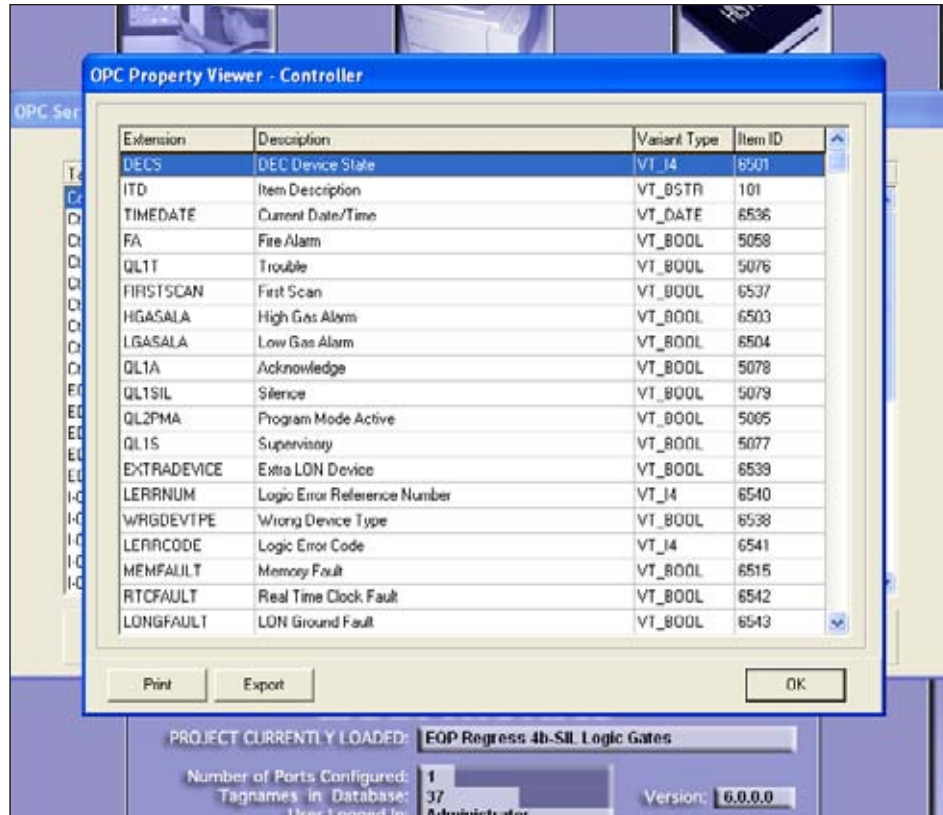 OPC Property Viewer - Controller
OPC Ser
Extension Description Variant Type Item ID
DECS DEC Device State VT_I4 6501
ITD Item Description VT_BSTR 101
TIMEDATE Current Date/Time VT_DATE 6536
FA Fire Alarm VT_BOOL 5058
QL1T Trouble VT_BOOL 5076
FIRSTSCAN First Scan VT_BOOL 6537
HGASALA High Gas Alarm VT_BOOL 6503
LGASALA Low Gas Alarm VT_BOOL 6504
QL1A Acknowledge VT_BOOL 5078
QL1SIL Silence VT_BOOL 5079
QL2PMA Program Mode Active VT_BOOL 5085
QL1S Supervisory VT_BOOL 5077
EXTRADEVICE Extra LON Device VT_BOOL 6539
LERRNUM Logic Error Reference Number VT_I4 6540
WRGDEVTPE Wrong Device Type VT_BOOL 6538
LERRCODE Logic Error Code VT_I4 6541
MEMFAULT Memory Fault VT_BOOL 6515
RTCFAULT Real Time Clock Fault VT_BOOL 6542
LONGFAULT LON Ground Fault VT_BOOL 6543
Print Export OK
PROJECT CURRENTLY LOADED: EQP Regress 4b-SIL Logic Gates
Number of Ports Configured: 1
Tagnames in Database: 37 Version: 6.0.0.0
User Logged In: Administrator